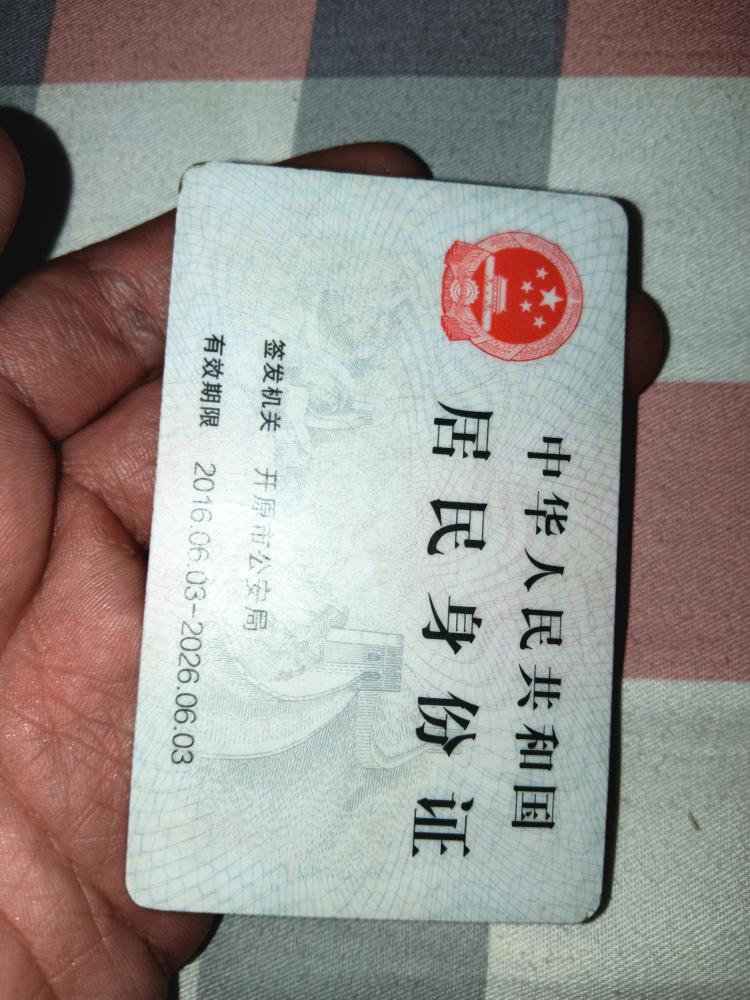 中华人民共和国
居民身份证
签发机关 开原市公安局
有效期限 2016.06.03-2026.06.03